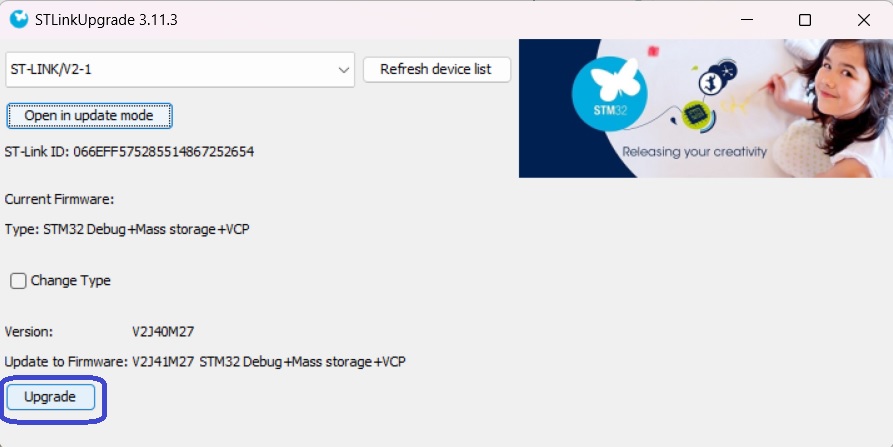 STLinkUpgrade 3.11.3
ST-LINK/V2-1
Refresh device list
Open in update mode
ST-Link ID: 066EFF575285514867252654
Current Firmware:
Type: STM32 Debug+Mass storage+VCP
Change Type
Version: V2J40M27
Update to Firmware: V2J41M27 STM32 Debug+Mass storage+VCP
Upgrade
STM32
Releasing your creativity